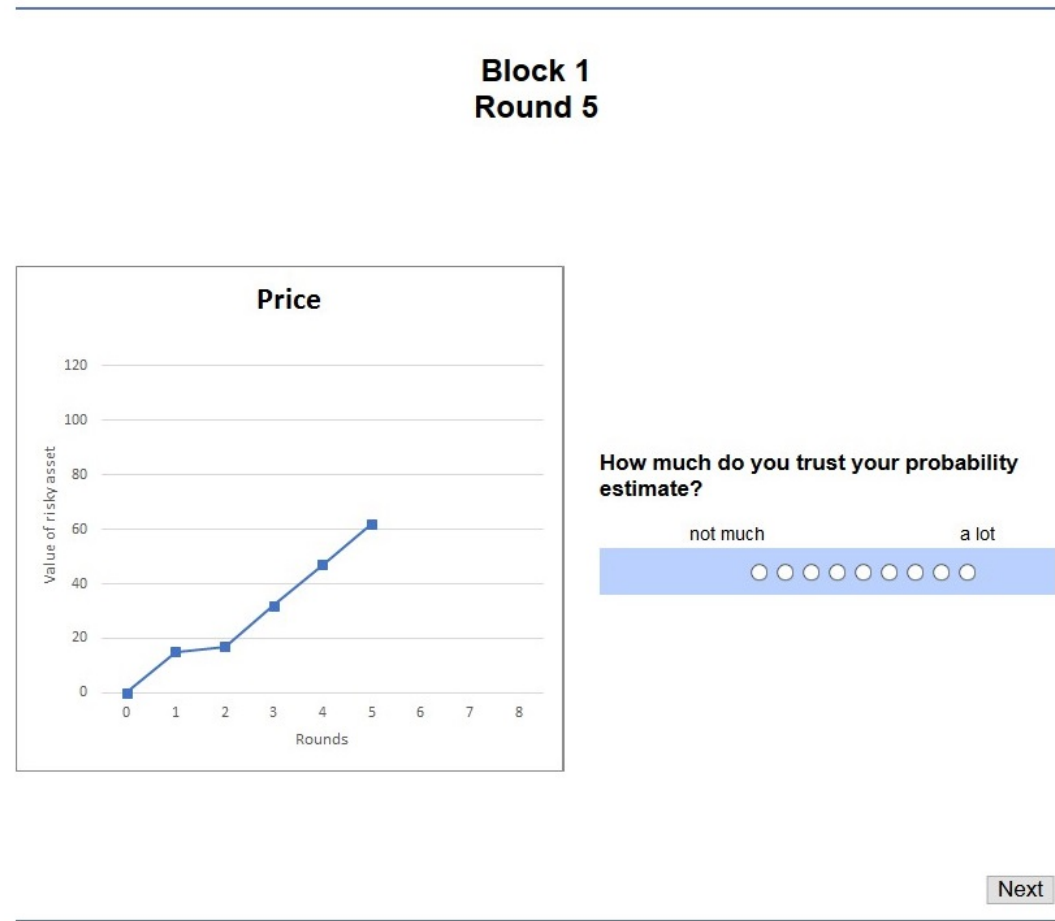 Block 1
Round 5
Price
120
100
80
60
40
20
0
Value of risky asset
0 1 2 3 4 5 6 7 8
Rounds
How much do you trust your probability
estimate?
not much a lot
Next